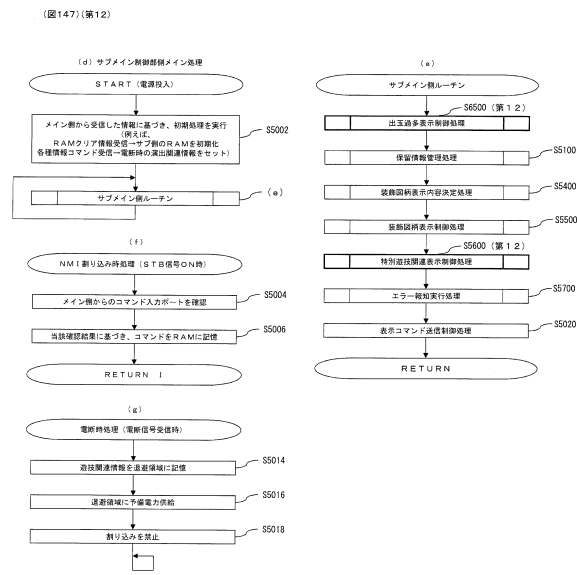 (図147)(第12)
(d) サブメイン制御部側メイン処理
START (電源投入)
メイン側から受信した情報に基づき、初期処理を実行
(例えば、
RAMクリア情報受信→サブ側のRAMを初期化
各種情報コマンド受信→電断時の演出関連情報をセット)
S5002
サブメイン側ルーチン
(e)
(f)
NMI割り込み時処理(STB信号ON時)
メイン側からのコマンド入力ポートを確認
S5004
当該確認結果に基づき、コマンドをRAMに記憶
S5006
RETURN I
(g)
電断時処理(電断信号受信時)
遊技関連情報を退避領域に記憶
S5014
退避領域に予備電力供給
S5016
割り込みを禁止
S5018
(e)
サブメイン側ルーチン
S6500 (第12)
出玉過多表示制御処理
保留情報管理処理
S5100
装飾図柄表示内容決定処理
S5400
装飾図柄表示制御処理
S5500
S5600 (第12)
特別遊技関連表示制御処理
エラー報知実行処理
S5700
表示コマンド送信制御処理
S5020
RETURN